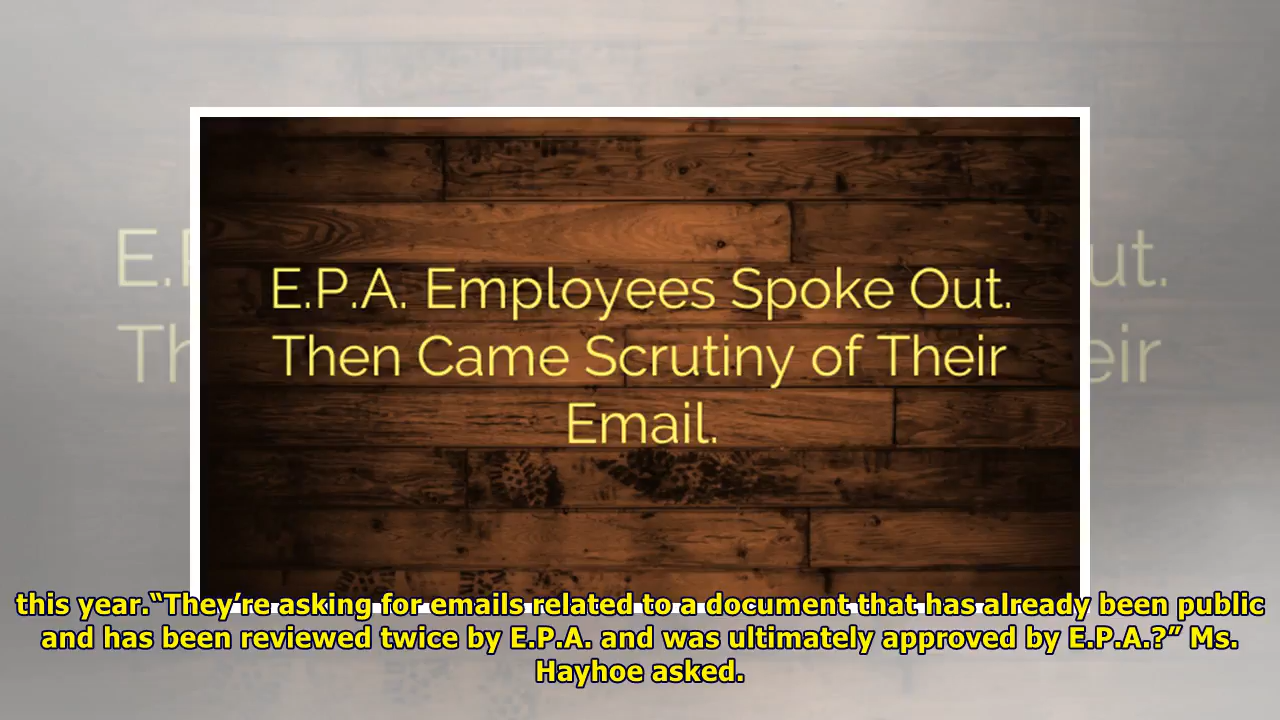 E.P.A. Employees Spoke Out.
Then Came Scrutiny of Their
Email.
this year.“They’re asking for emails related to a document that has already been public
and has been reviewed twice by E.P.A. and was ultimately approved by E.P.A.?” Ms.
Hayhoe asked.